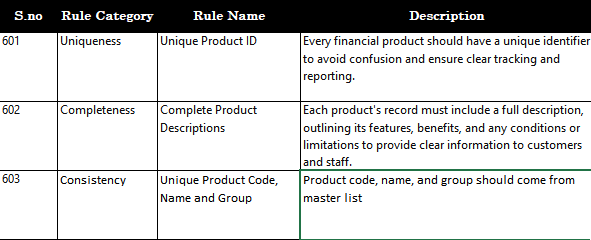 S.no Rule Category Rule Name Description
601 Uniqueness Unique Product ID Every financial product should have a unique identifier
to avoid confusion and ensure clear tracking and
reporting.
602 Completeness Complete Product Each product's record must include a full description,
Descriptions outlining its features, benefits, and any conditions or
limitations to provide clear information to customers
and staff.
603 Consistency Unique Product Code, Product code, name, and group should come from
Name and Group master list